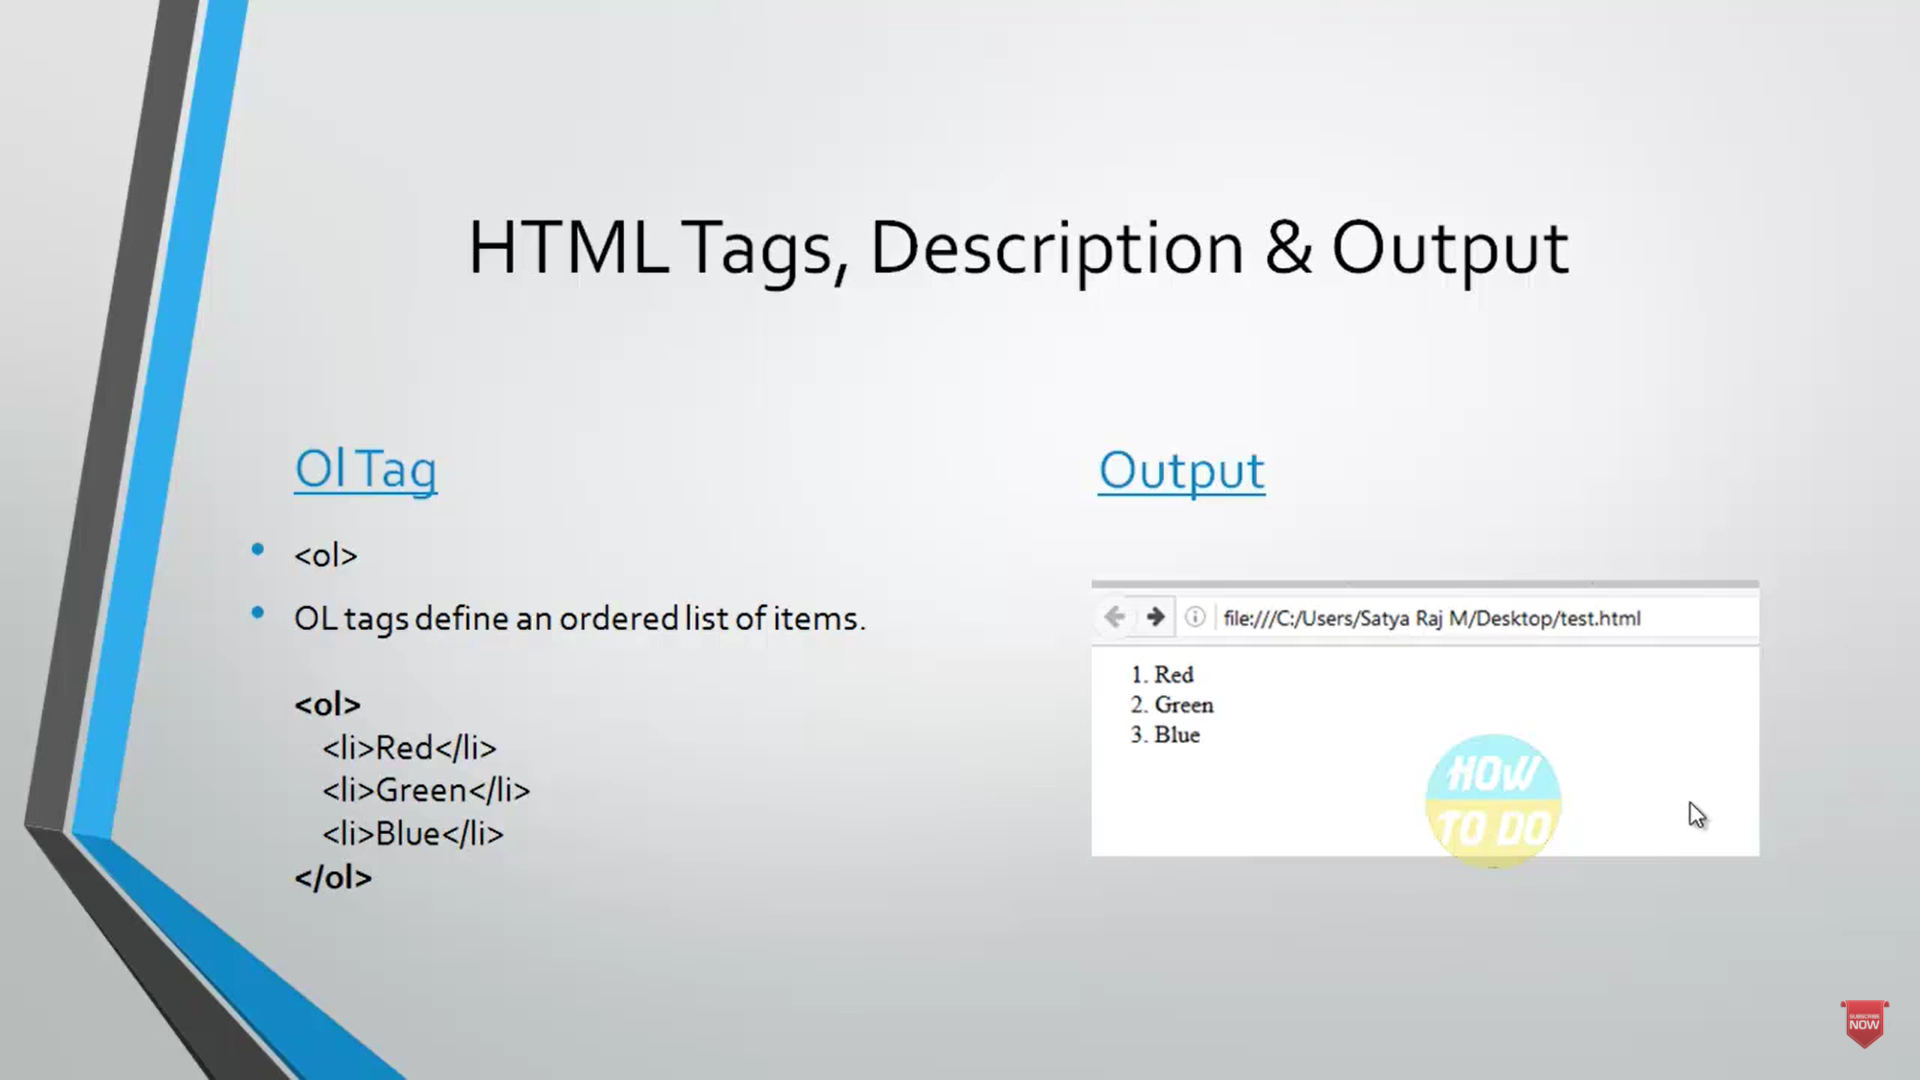 HTML Tags, Description & Output
Ol Tag
<ol>
OL tags define an ordered list of items.
<ol>
<li>Red</li>
<li>Green</li>
<li>Blue</li>
</ol>
Output
file:///C:/Users/Satya Raj M/Desktop/test.html
1. Red
2. Green
3. Blue
HOW
TO DO
SUBSCRIBE
NOW